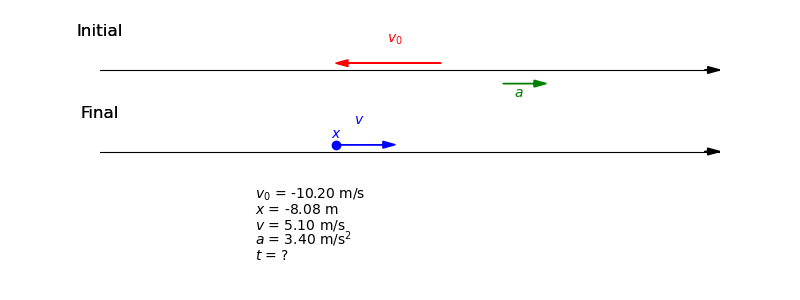 Initial
v₀
a
Final
v
x
v₀ = -10.20 m/s
x = -8.08 m
v = 5.10 m/s
a = 3.40 m/s²
t = ?